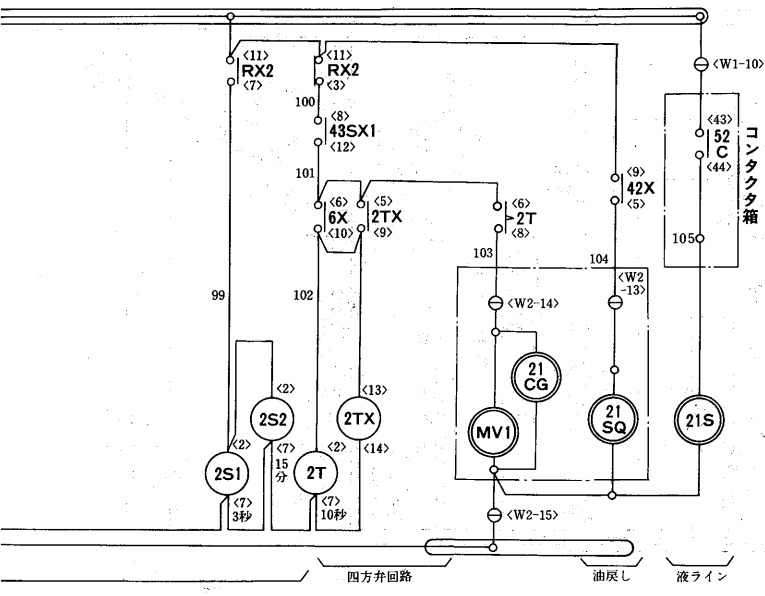 <11>
RX2
<7>
<11>
RX2
<3>
100
<8>
43SX1
<12>
101
<6>
6X
<10>
<5>
2TX
<9>
<6>
2T
<8>
103
<9>
42X
<5>
104
<W1-10>
<43>
52
C
<44>
105
コンタクタ箱
99
102
<W2-14>
<W2
-13>
21
CG
MV1
21
SQ
21S
<2>
2S2
<7>
15
分
<13>
2TX
<14>
<2>
2S1
<7>
3秒
<2>
2T
<7>
10秒
<W2-15>
四方弁回路
油戻し
液ライン